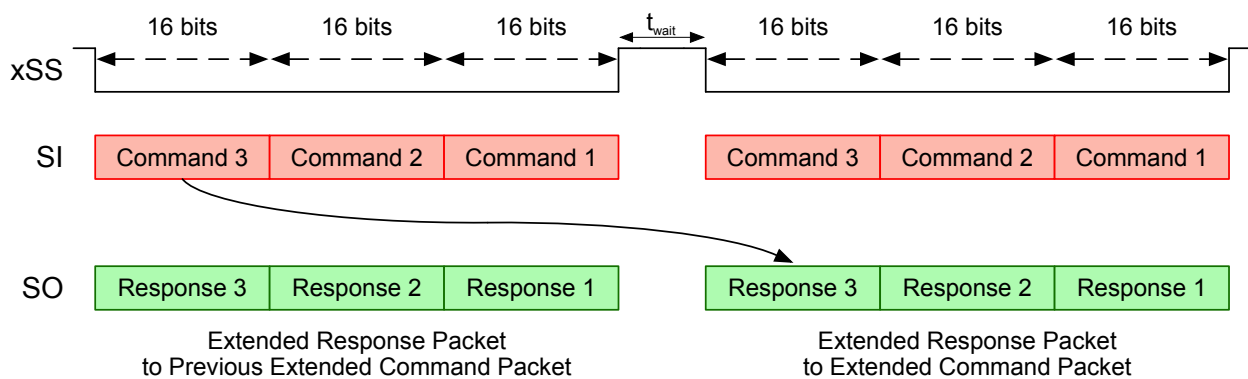 16 bits 16 bits 16 bits t_wait 16 bits 16 bits 16 bits
xSS
SI Command 3 Command 2 Command 1 Command 3 Command 2 Command 1
SO Response 3 Response 2 Response 1 Response 3 Response 2 Response 1
Extended Response Packet Extended Response Packet
to Previous Extended Command Packet to Extended Command Packet